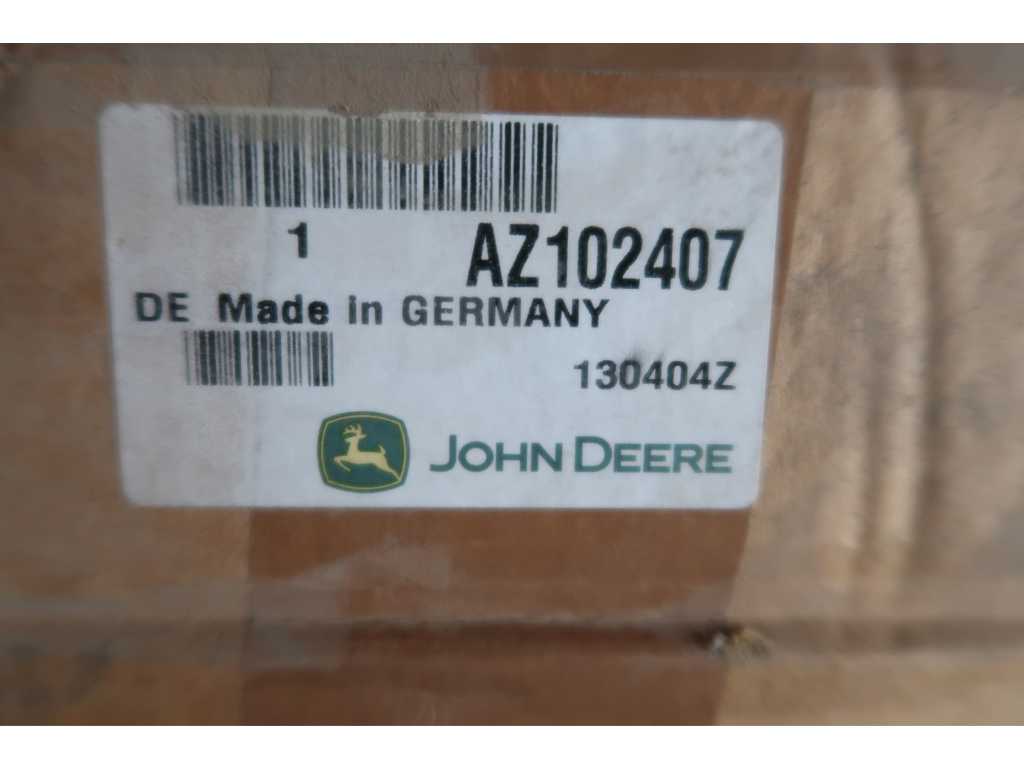 1 AZ102407
DE Made in GERMANY
130404Z
JOHN DEERE